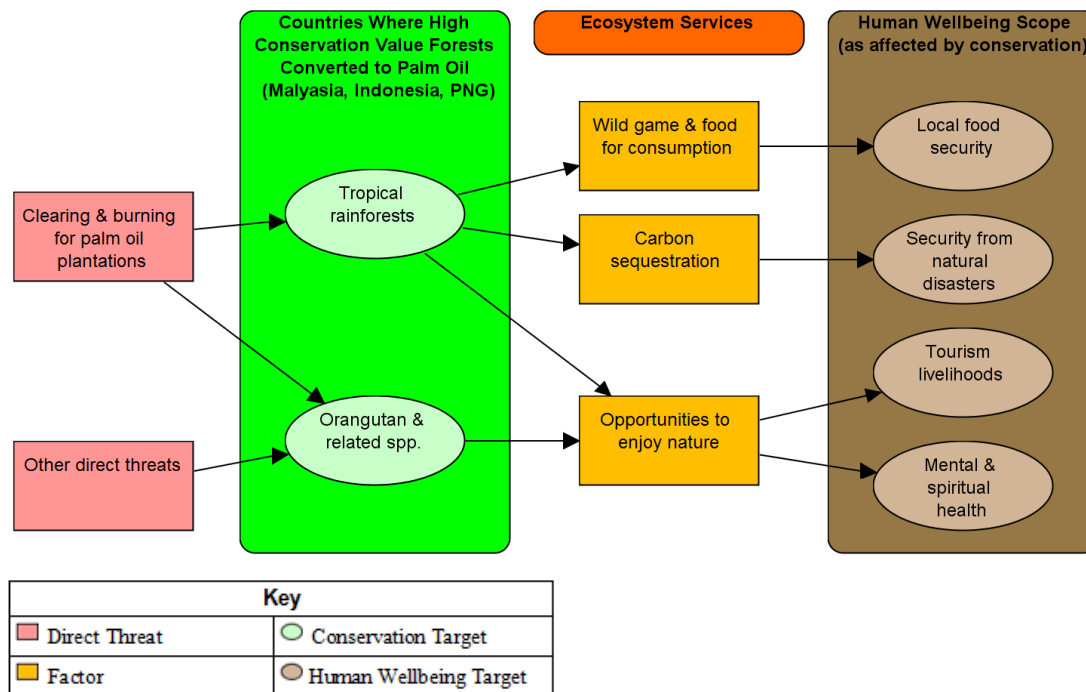 Countries Where High
Conservation Value Forests
Converted to Palm Oil
(Malyasia, Indonesia, PNG)
Ecosystem Services
Human Wellbeing Scope
(as affected by conservation)
Clearing & burning
for palm oil
plantations
Other direct threats
Tropical
rainforests
Orangutan &
related spp.
Wild game & food
for consumption
Carbon
sequestration
Opportunities to
enjoy nature
Local food
security
Security from
natural
disasters
Tourism
livelihoods
Mental &
spiritual
health
Key
Direct Threat
Conservation Target
Factor
Human Wellbeing Target